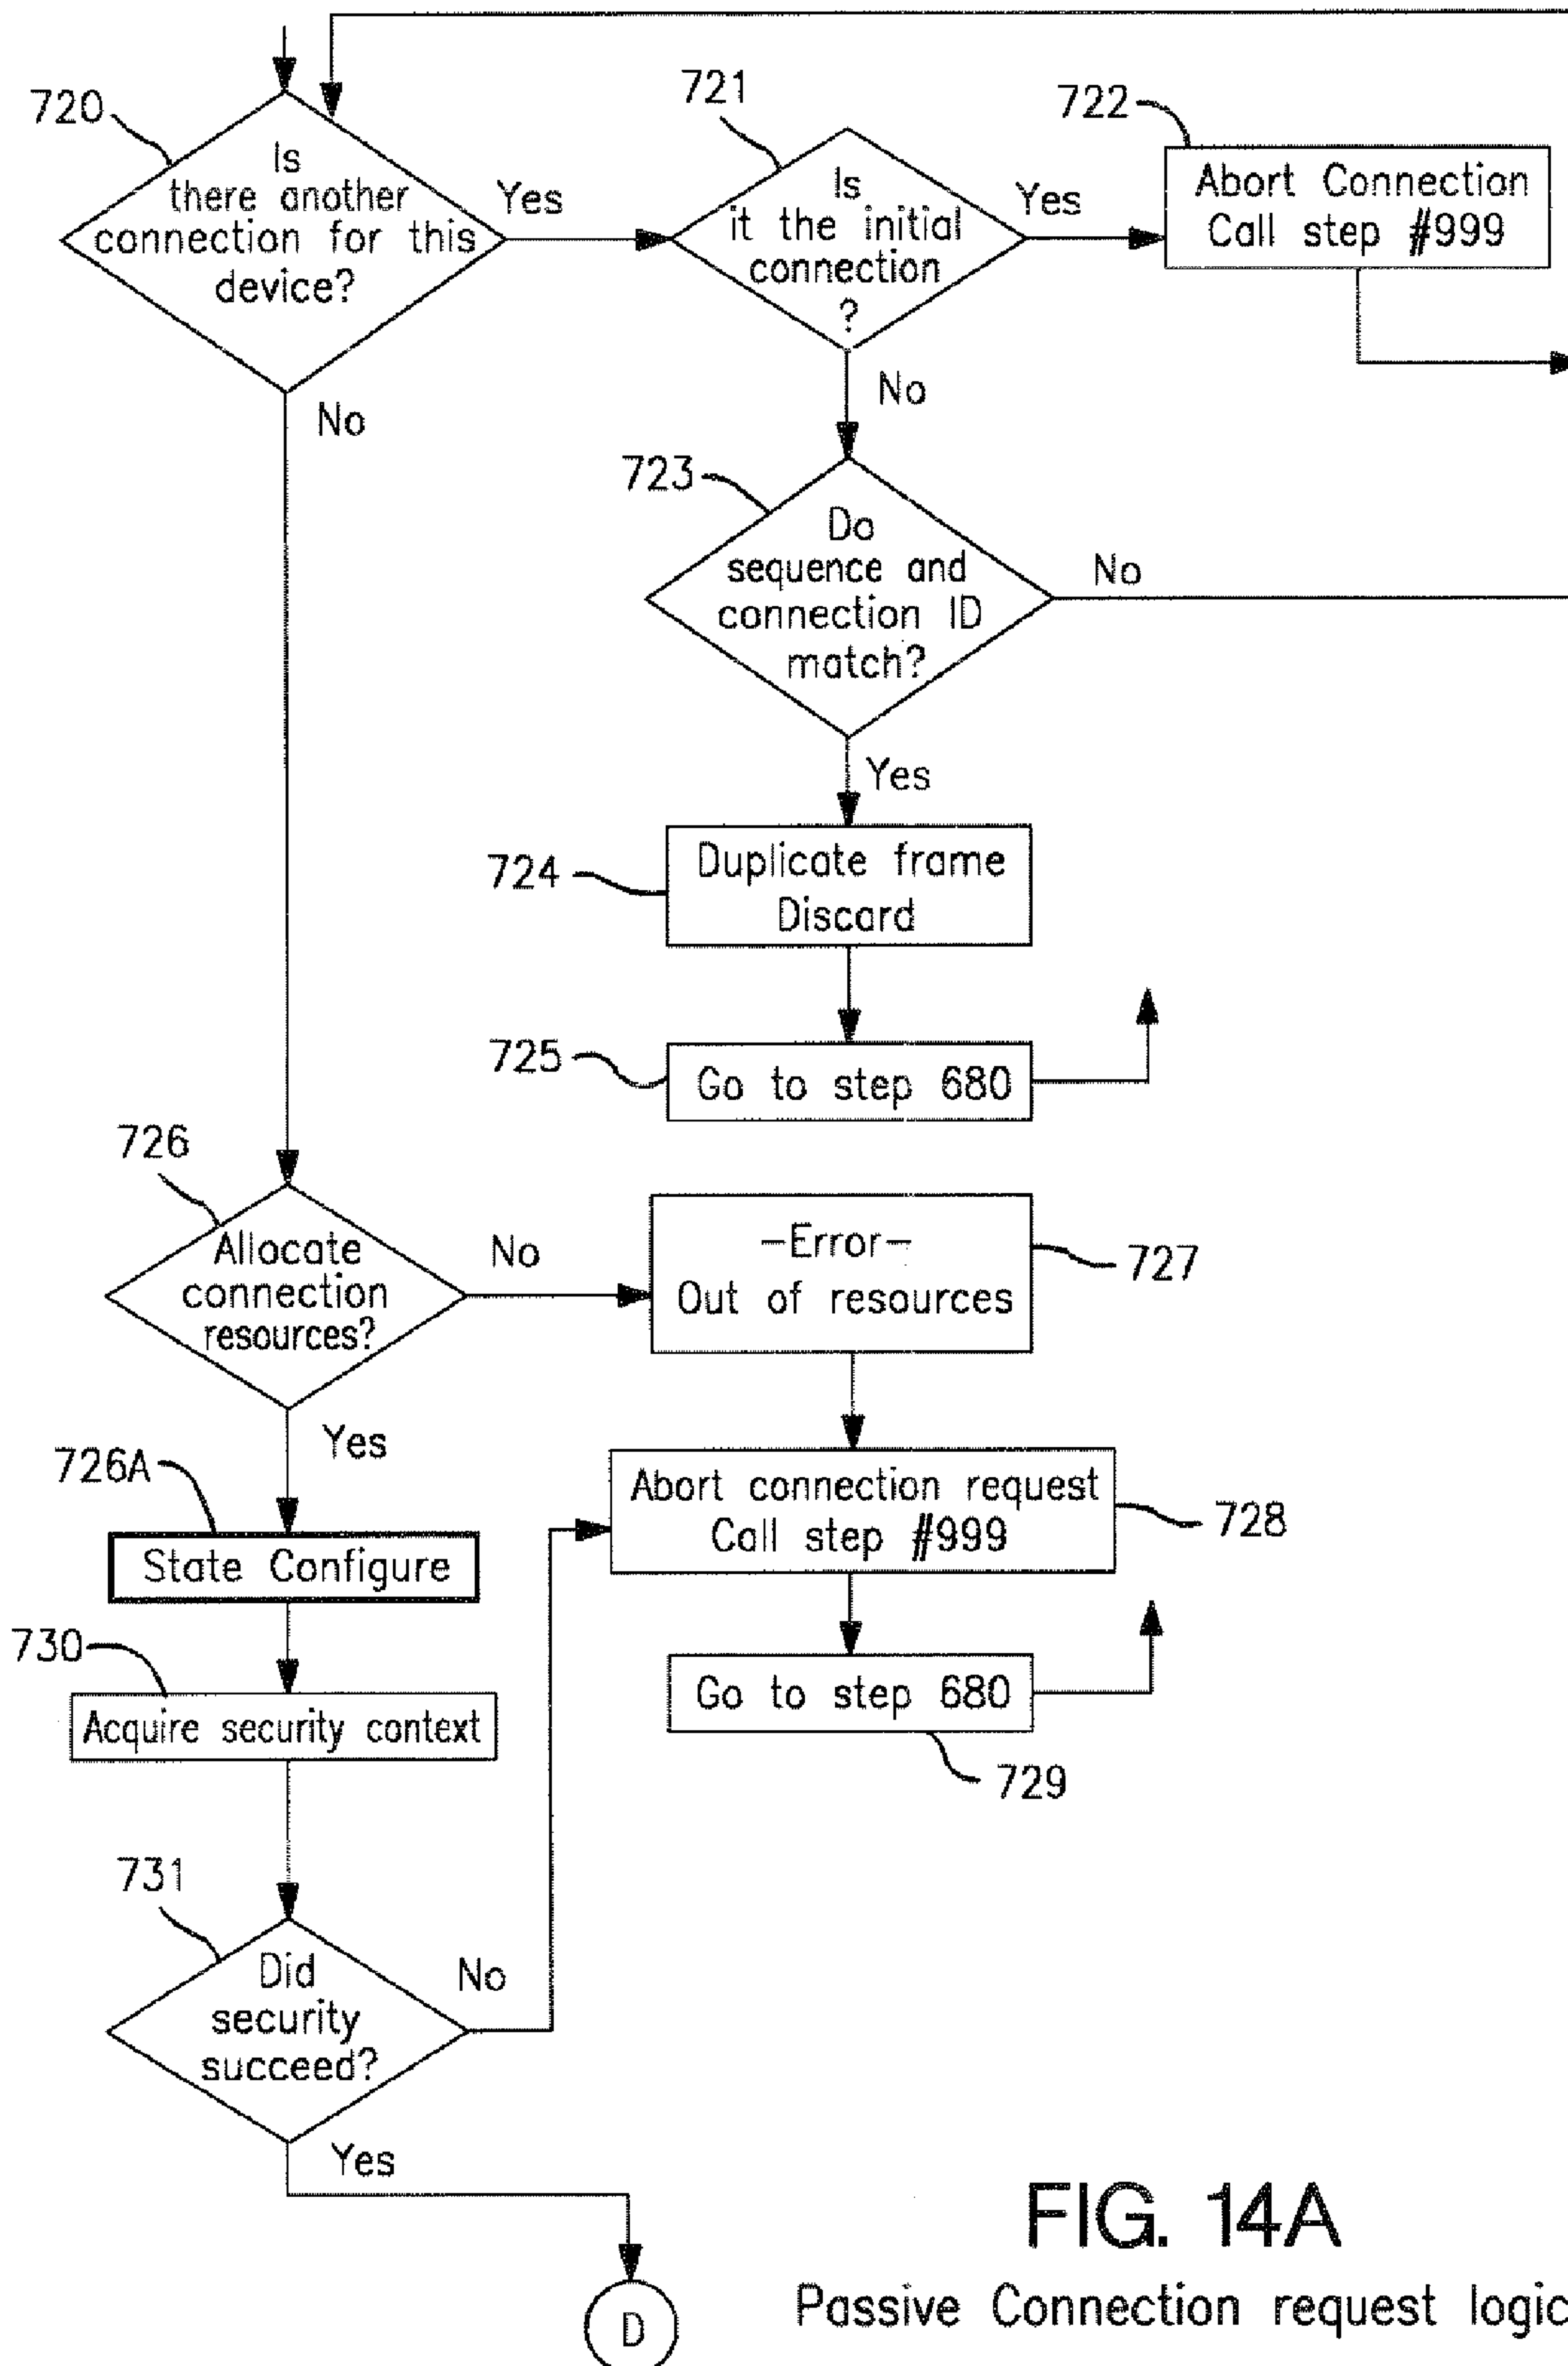 720
Is
there another
connection for this
device?
Yes
No
721
Is
it the initial
connection
?
Yes
No
722
Abort Connection
Call step #999
723
Do
sequence and
connection ID
match?
No
Yes
724
Duplicate frame
Discard
725
Go to step 680
726
Allocate
connection
resources?
No
Yes
-Error-
Out of resources
727
726A
State Configure
Abort connection request
Call step #999
728
730
Acquire security context
Go to step 680
729
731
Did
security
succeed?
No
Yes
D
FIG. 14A
Passive Connection request logic